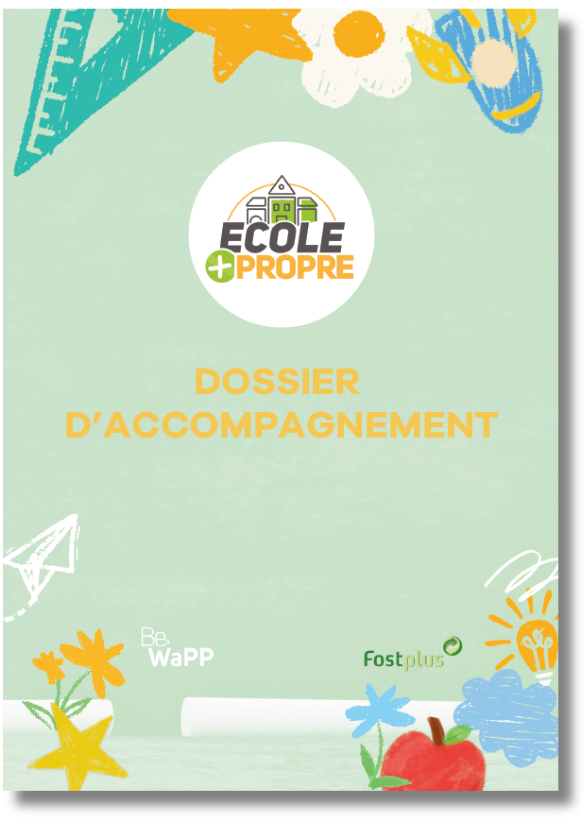 ECOLE
+PROPRE
DOSSIER
D'ACCOMPAGNEMENT
Be
WaPP
Fostplus